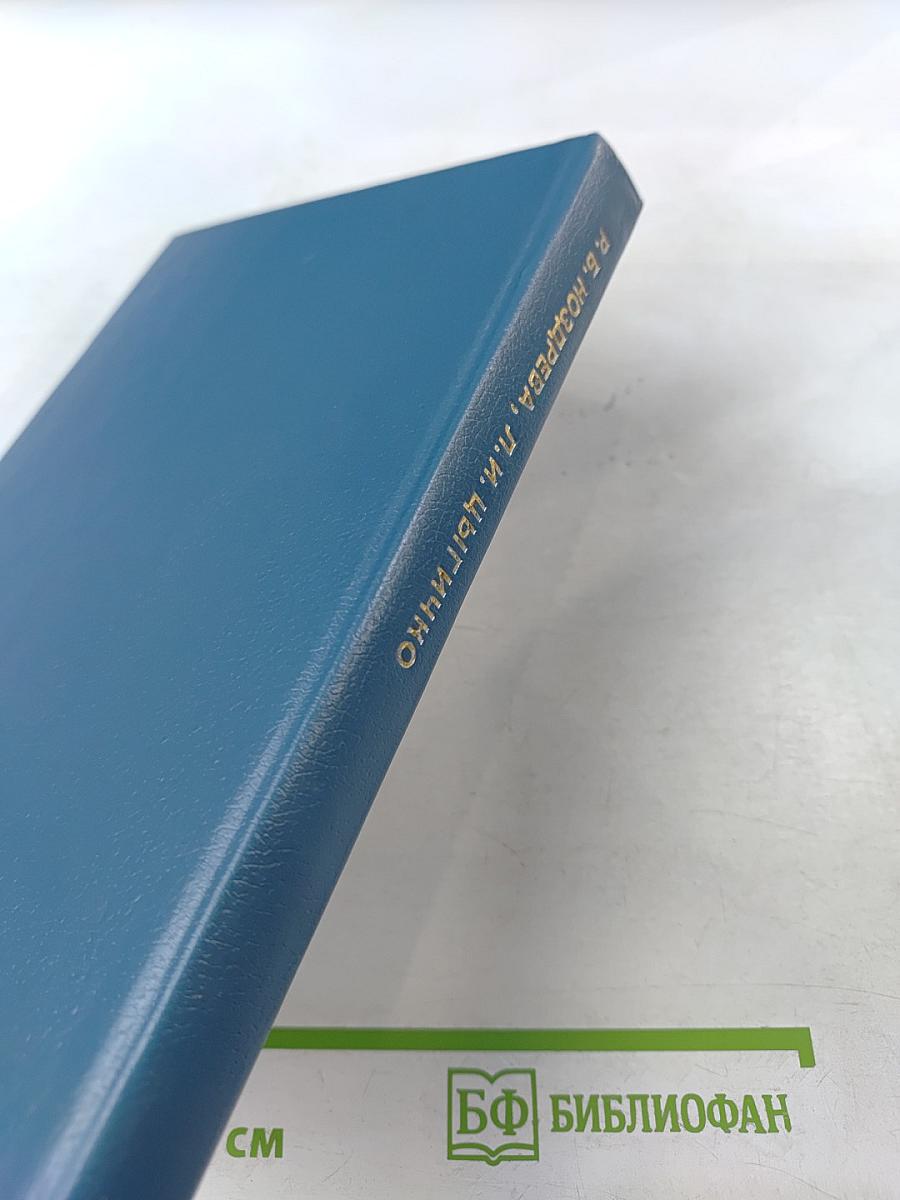 Р. Б. НОЗДРЕВА, Л. И. ЦЫГИЧКО
см
БФ БИБЛИОФАН